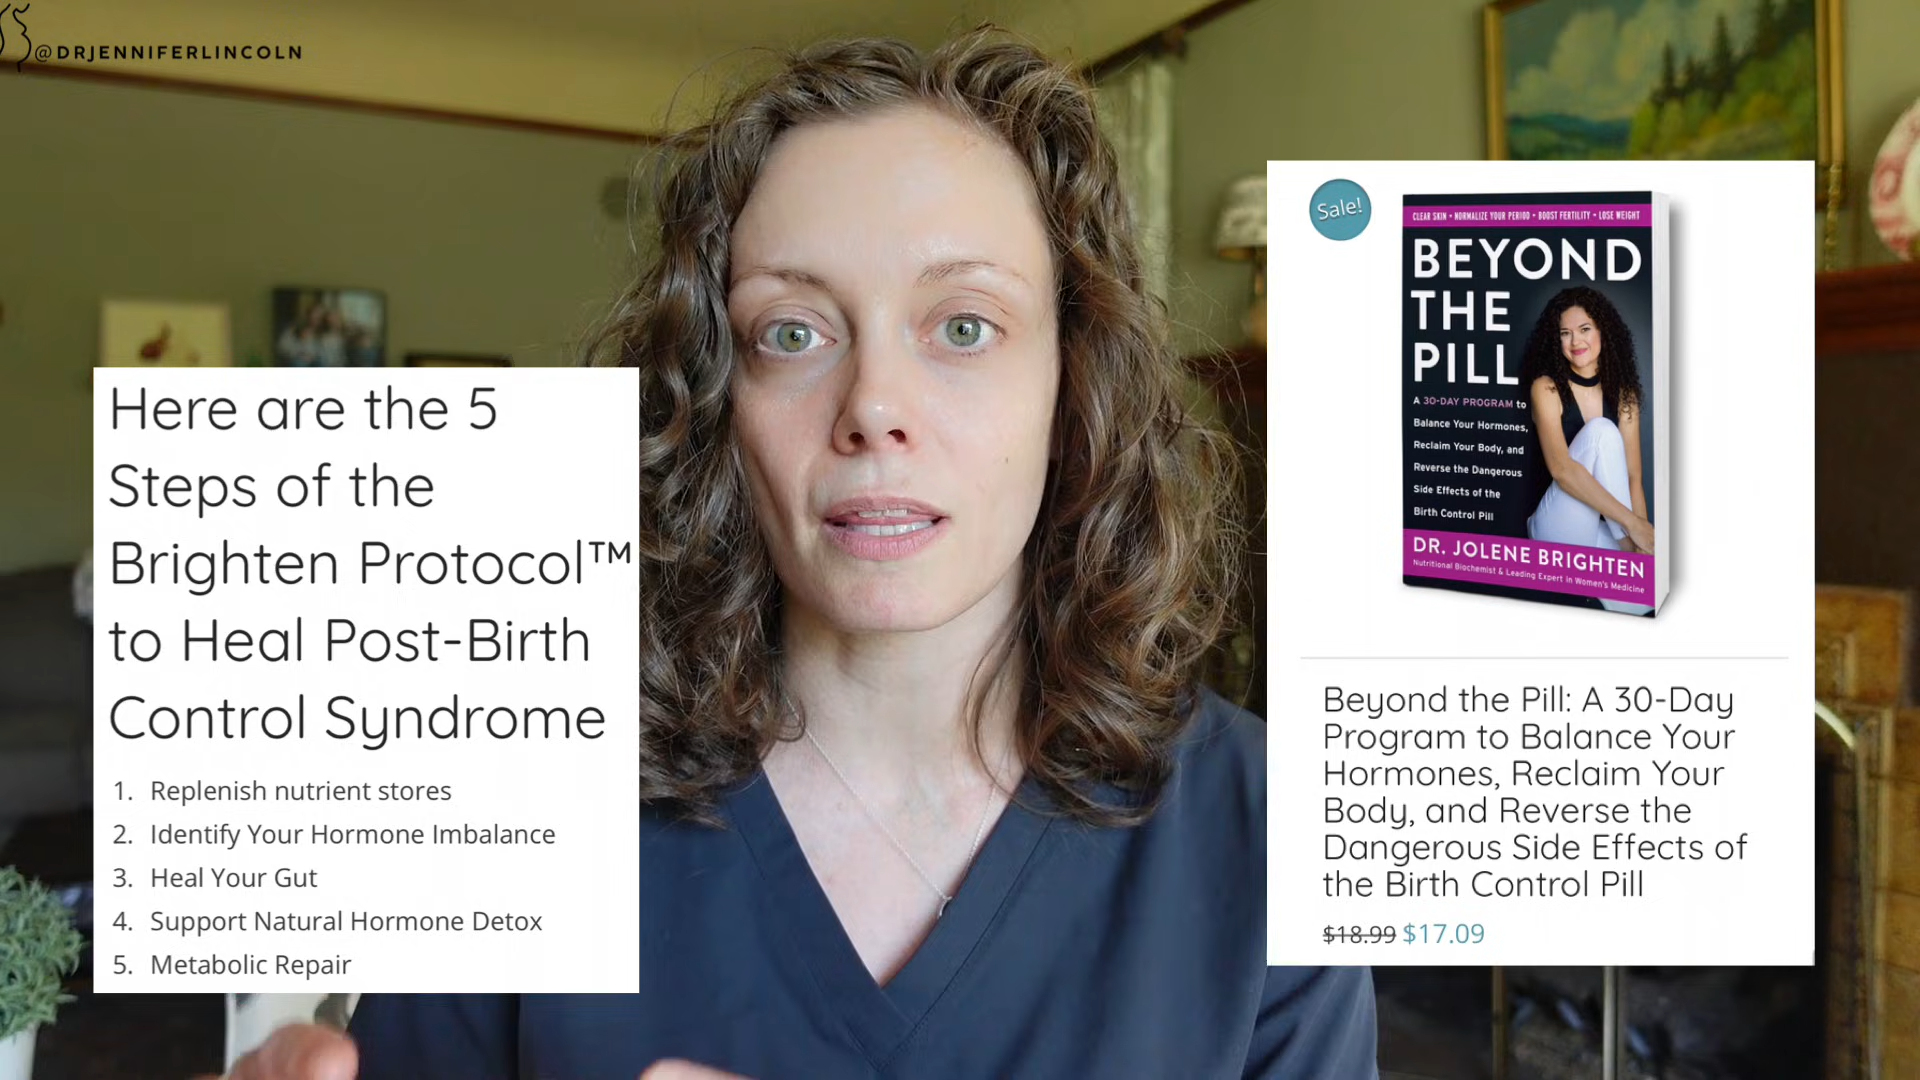 @DRJENNIFERLINCOLN
Here are the 5
Steps of the
Brighten Protocol™
to Heal Post-Birth
Control Syndrome
1. Replenish nutrient stores
2. Identify Your Hormone Imbalance
3. Heal Your Gut
4. Support Natural Hormone Detox
5. Metabolic Repair
Sale!
CLEAR SKIN • NORMALIZE YOUR PERIOD • BOOST FERTILITY • LOSE WEIGHT
BEYOND
THE
PILL
A 30-DAY PROGRAM to
Balance Your Hormones,
Reclaim Your Body, and
Reverse the Dangerous
Side Effects of the
Birth Control Pill
DR. JOLENE BRIGHTEN
Nutritional Biochemist & Leading Expert in Women's Medicine
Beyond the Pill: A 30-Day
Program to Balance Your
Hormones, Reclaim Your
Body, and Reverse the
Dangerous Side Effects of
the Birth Control Pill
$18.99 $17.09